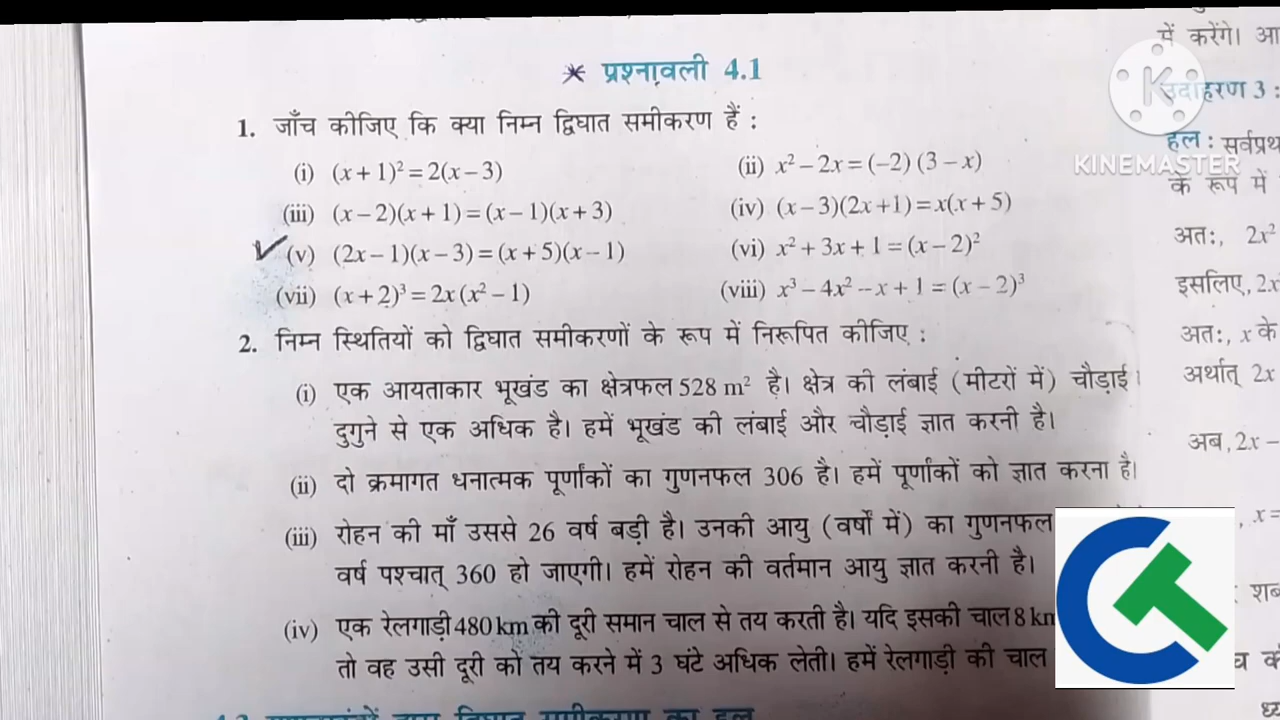 * प्रश्नावली 4.1
1. जाँच कीजिए कि क्या निम्न द्विघात समीकरण हैं :
(i) (x + 1)² = 2(x – 3)
(ii) x² – 2x = (–2) (3 – x)
(iii) (x – 2)(x + 1) = (x – 1)(x + 3)
(iv) (x – 3)(2x + 1) = x(x + 5)
✓ (v) (2x – 1)(x – 3) = (x + 5)(x – 1)
(vi) x² + 3x + 1 = (x – 2)²
(vii) (x + 2)³ = 2x (x² – 1)
(viii) x³ – 4x² – x + 1 = (x – 2)³
2. निम्न स्थितियों को द्विघात समीकरणों के रूप में निरूपित कीजिए :
(i) एक आयताकार भूखंड का क्षेत्रफल 528 m² है। क्षेत्र की लंबाई (मीटरों में) चौड़ाई
दुगुने से एक अधिक है। हमें भूखंड की लंबाई और चौड़ाई ज्ञात करनी है।
(ii) दो क्रमागत धनात्मक पूर्णांकों का गुणनफल 306 है। हमें पूर्णांकों को ज्ञात करना है।
(iii) रोहन की माँ उससे 26 वर्ष बड़ी है। उनकी आयु (वर्षों में) का गुणनफल
वर्ष पश्चात् 360 हो जाएगी। हमें रोहन की वर्तमान आयु ज्ञात करनी है।
(iv) एक रेलगाड़ी 480 km की दूरी समान चाल से तय करती है। यदि इसकी चाल 8
तो वह उसी दूरी को तय करने में 3 घंटे अधिक लेती। हमें रेलगाड़ी की चाल
में करेंगे। आ
उदाहरण 3 :
हल : सर्वप्रथ
के रूप में
अतः, 2x²
इसलिए, 2x
अतः, x के
अर्थात् 2x
अब, 2x –
, x =
KINEMASTER